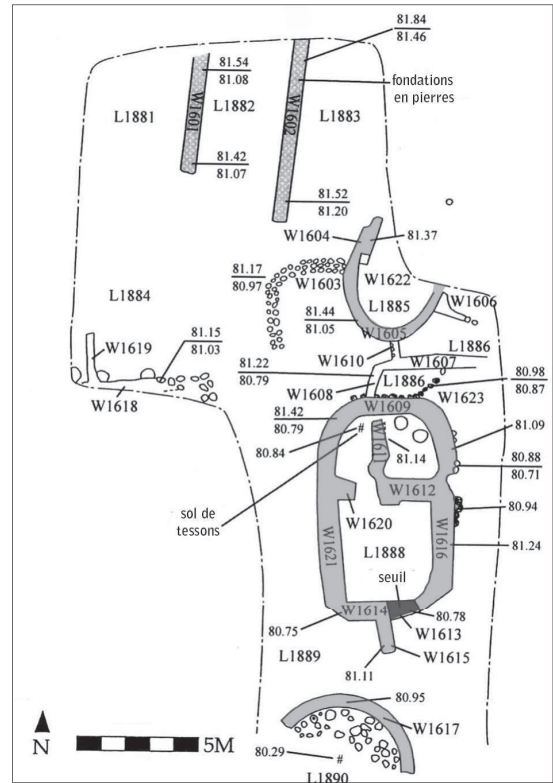 81.84
81.46
81.54
81.08
fondations
en pierres
L1881
L1882
L1883
W1601
W1602
81.42
81.07
81.52
81.20
W1604
81.37
81.17
80.97
W1603
W1622
L1884
L1885
W1606
81.44
81.05
W1605
81.15
81.03
W1619
W1610
L1886
W1607
81.22
80.79
L1886
80.98
80.87
W1618
W1608
W1623
81.42
80.79
W1609
81.09
80.84
#
81.14
80.88
80.71
sol de
tessons
W1612
80.94
W1620
W1621
L1888
W1616
81.24
seuil
W1614
80.78
80.75
W1613
L1889
W1615
81.11
80.95
W1617
80.29
#
L1890
N
5M